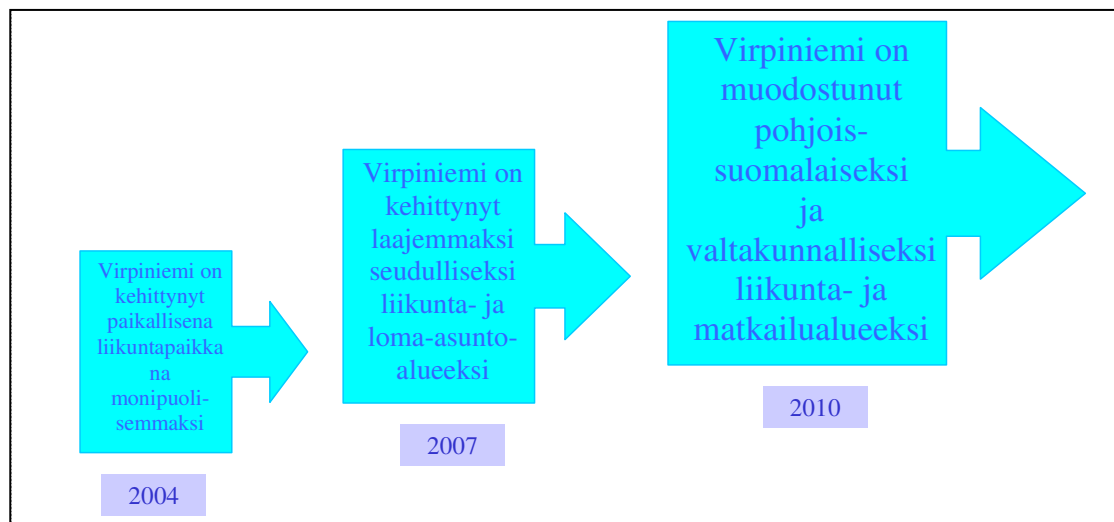 Virpiniemi on
kehittynyt
paikallisena
liikuntapaikka
na
monipuoli-
semmaksi
2004
Virpiniemi on
kehittynyt
laajemmaksi
seudulliseksi
liikunta- ja
loma-asunto-
alueeksi
2007
Virpiniemi on
muodostunut
pohjois-
suomalaiseksi
ja
valtakunnalliseksi
liikunta- ja
matkailualueeksi
2010